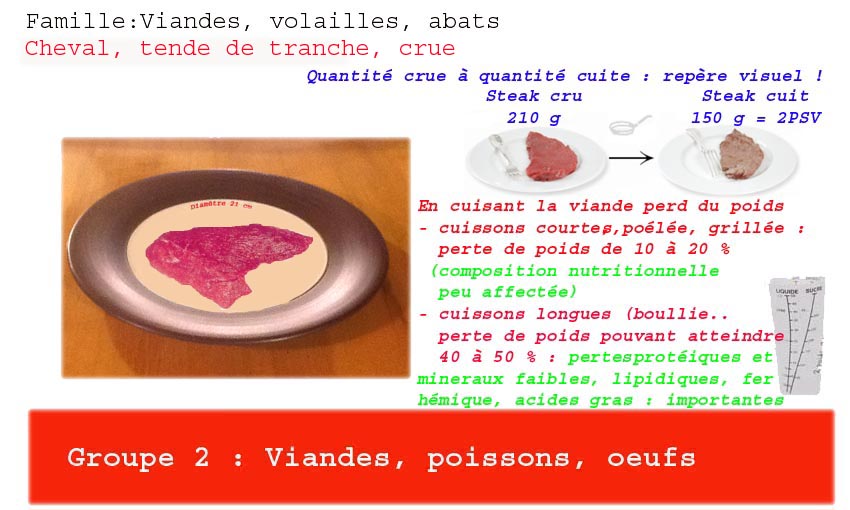 Famille:Viandes, volailles, abats
Cheval, tende de tranche, crue
Quantité crue à quantité cuite : repère visuel !
Steak cru
210 g
Steak cuit
150 g = 2PSV
Diamètre 21 cm
En cuisant la viande perd du poids
- cuissons courtes,poélée, grillée :
perte de poids de 10 à 20 %
(composition nutritionnelle
peu affectée)
- cuissons longues (boullie..
perte de poids pouvant atteindre
40 à 50 % : pertesprotéiques et
mineraux faibles, lipidiques, fer
hémique, acides gras : importantes
LIQUIDE SUCRE
Groupe 2 : Viandes, poissons, oeufs